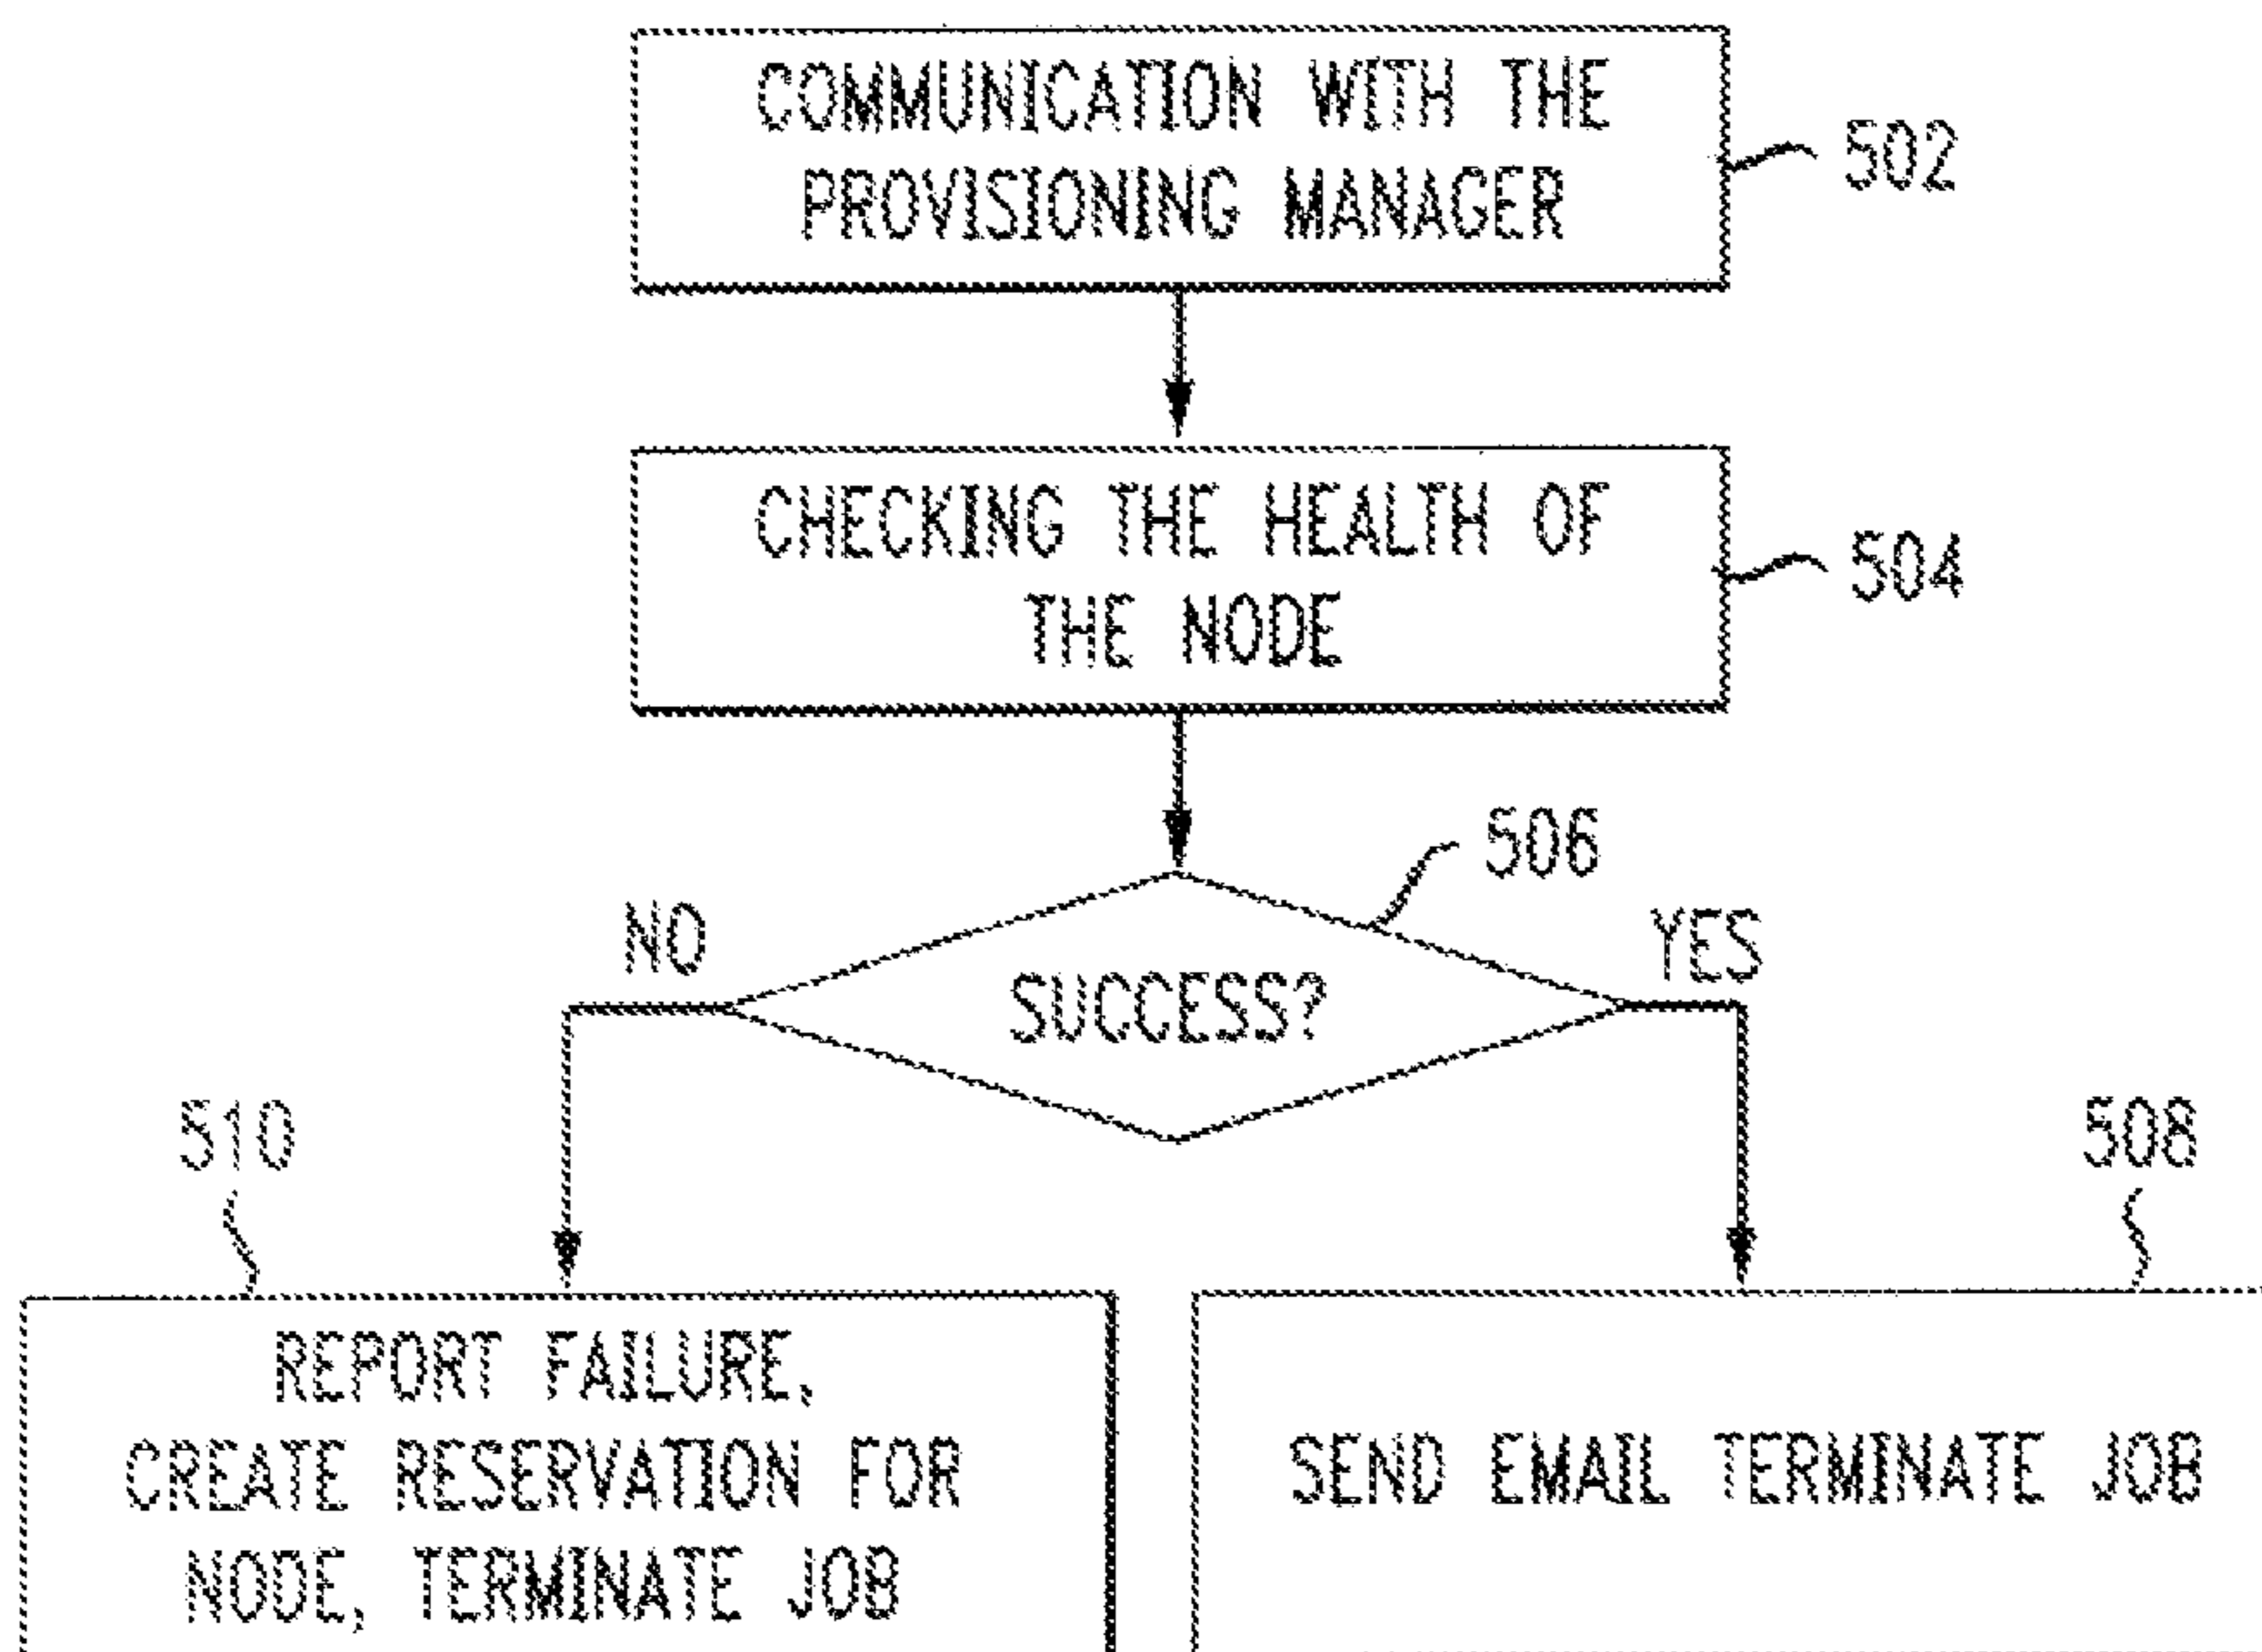 COMMUNICATION WITH THE
PROVISIONING MANAGER
502
CHECKING THE HEALTH OF
THE NODE
504
506
NO
YES
SUCCESS?
510
508
REPORT FAILURE,
CREATE RESERVATION FOR
NODE, TERMINATE JOB
SEND EMAIL TERMINATE JOB